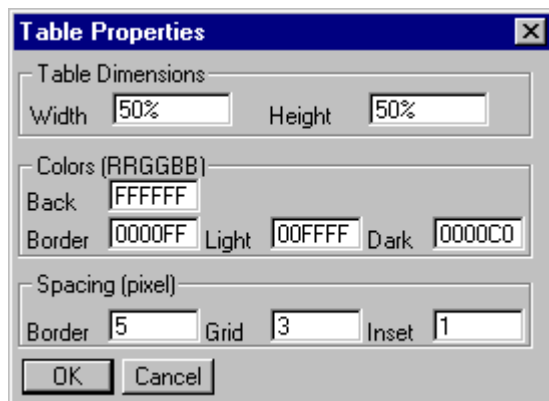 Table Properties
Table Dimensions
Width 50% Height 50%
Colors (RRGGBB)
Back FFFFFF
Border 0000FF Light 00FFFF Dark 0000C0
Spacing (pixel)
Border 5 Grid 3 Inset 1
OK Cancel